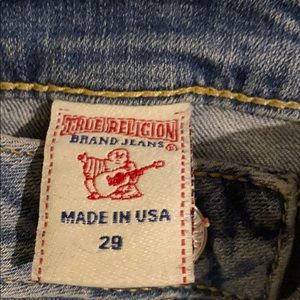 TRUE RELIGION
BRAND JEANS®
MADE IN USA
29